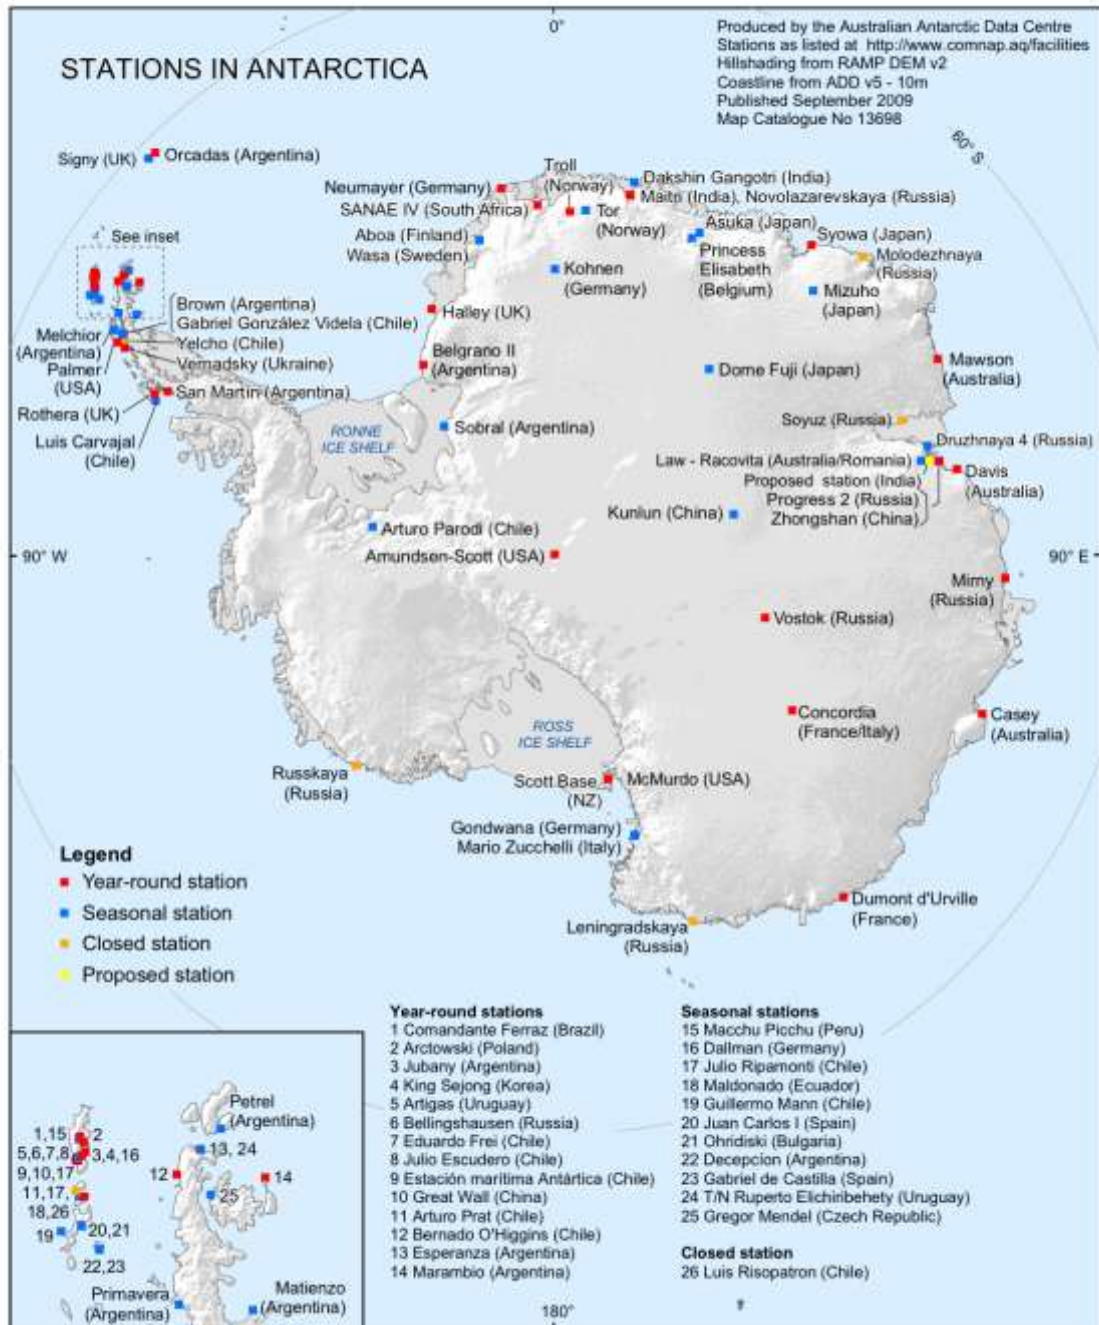 0°
Produced by the Australian Antarctic Data Centre
Stations as listed at http://www.comnap.aq/facilities
Hillshading from RAMP DEM v2
Coastline from ADD v5 - 10m
Published September 2009
Map Catalogue No 13698
STATIONS IN ANTARCTICA
60° S
Signy (UK)
Orcadas (Argentina)
See inset
Troll
(Norway)
Neumayer (Germany)
SANAE IV (South Africa)
Dakshin Gangotri (India)
Maitri (India), Novolazarevskaya (Russia)
Tor
(Norway)
Aboa (Finland)
Wasa (Sweden)
Asuka (Japan)
Princess
Elisabeth
(Belgium)
Syowa (Japan)
Molodezhnaya
(Russia)
Kohnen
(Germany)
Mizuho
(Japan)
Brown (Argentina)
Gabriel González Videla (Chile)
Yelcho (Chile)
Vernadsky (Ukraine)
Melchior
(Argentina)
Palmer
(USA)
San Martin (Argentina)
Rothera (UK)
Luis Carvajal
(Chile)
Halley (UK)
Belgrano II
(Argentina)
Dome Fuji (Japan)
Mawson
(Australia)
RONNE
ICE SHELF
Sobral (Argentina)
Soyuz (Russia)
Druzhnaya 4 (Russia)
Law - Racovita (Australia/Romania)
Proposed station (India)
Progress 2 (Russia)
Zhongshan (China)
Davis
(Australia)
Kunlun (China)
Arturo Parodi (Chile)
Amundsen-Scott (USA)
90° W
90° E
Mirny
(Russia)
Vostok (Russia)
Concordia
(France/Italy)
Casey
(Australia)
ROSS
ICE SHELF
Russkaya
(Russia)
Scott Base
(NZ)
McMurdo (USA)
Gondwana (Germany)
Mario Zucchelli (Italy)
Dumont d'Urville
(France)
Leningradskaya
(Russia)
Legend
Year-round station
Seasonal station
Closed station
Proposed station
Year-round stations
1 Comandante Ferraz (Brazil)
2 Arctowski (Poland)
3 Jubany (Argentina)
4 King Sejong (Korea)
5 Artigas (Uruguay)
6 Bellingshausen (Russia)
7 Eduardo Frei (Chile)
8 Julio Escudero (Chile)
9 Estación marítima Antártica (Chile)
10 Great Wall (China)
11 Arturo Prat (Chile)
12 Bernado O'Higgins (Chile)
13 Esperanza (Argentina)
14 Marambio (Argentina)
Seasonal stations
15 Macchu Picchu (Peru)
16 Dallman (Germany)
17 Julio Ripamonti (Chile)
18 Maldonado (Ecuador)
19 Guillermo Mann (Chile)
20 Juan Carlos I (Spain)
21 Ohridiski (Bulgaria)
22 Decepcion (Argentina)
23 Gabriel de Castilla (Spain)
24 T/N Ruperto Elichiribehety (Uruguay)
25 Gregor Mendel (Czech Republic)
Closed station
26 Luis Risopatron (Chile)
Petrel
(Argentina)
1,15
2
5,6,7,8
3,4,16
9,10,17
11,17,
18,26
19
20,21
22,23
12
13, 24
14
25
Primavera
(Argentina)
Matienzo
(Argentina)
180°